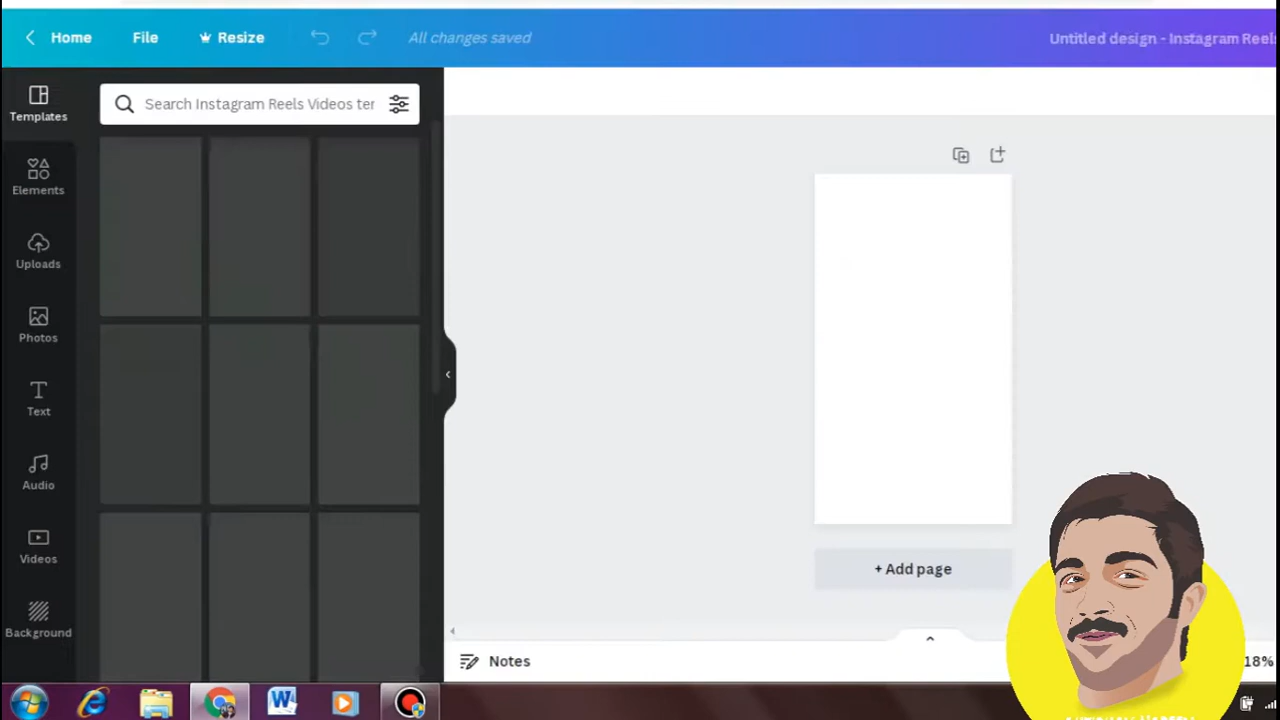 Home
File
Resize
All changes saved
Untitled design - Instagram Reels
Templates
Search Instagram Reels Videos ter
Elements
Uploads
Photos
Text
Audio
Videos
Background
+ Add page
Notes
18%